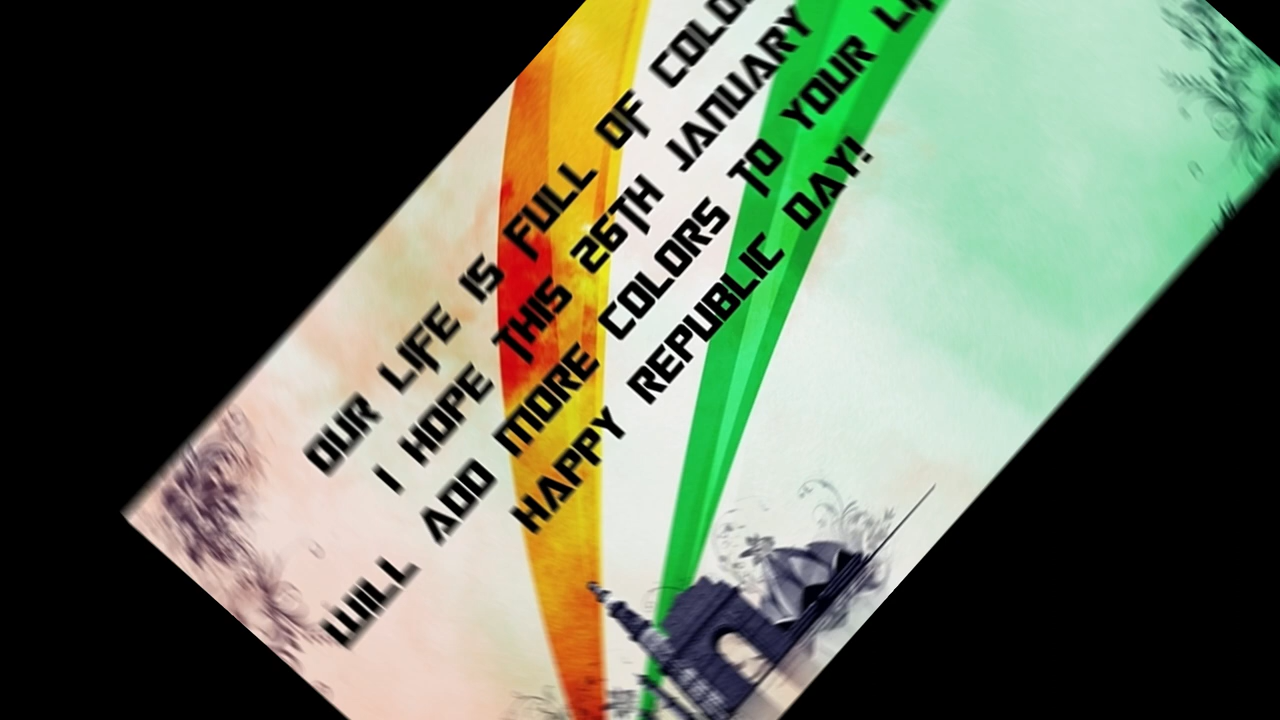 OUR LIFE IS FULL OF
I HOPE THIS 26TH JANUARY
WILL ADD MORE COLORS TO YOUR
HAPPY REPUBLIC DAY!